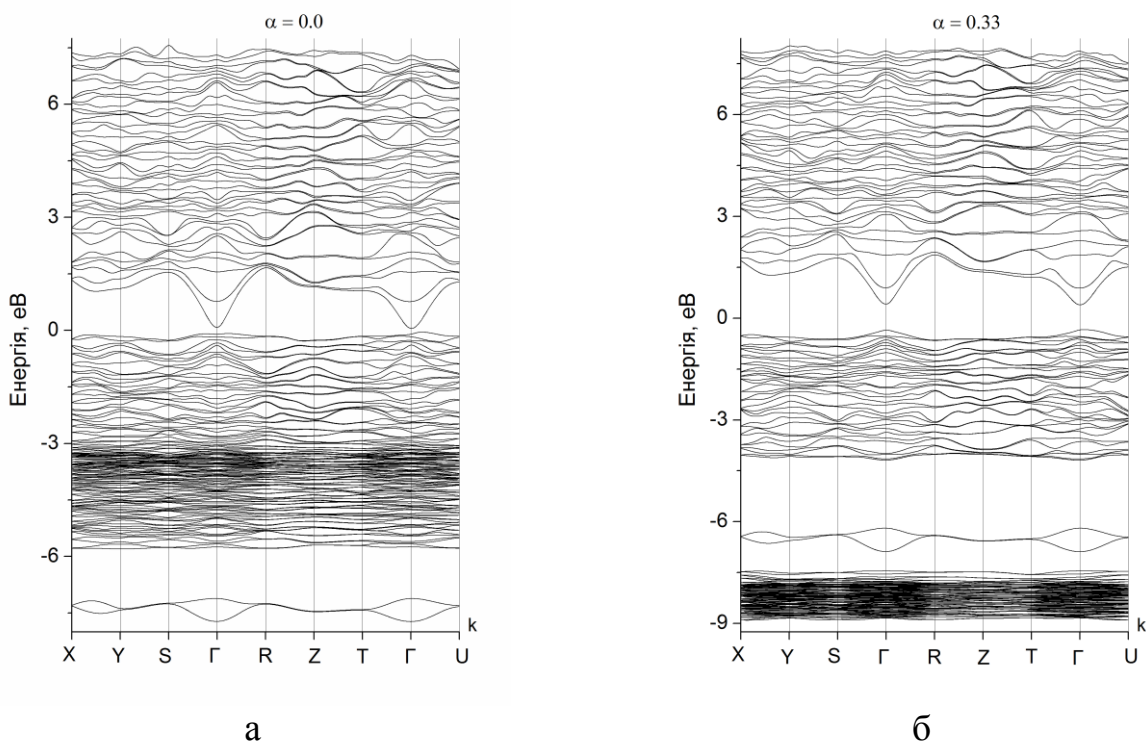 α = 0.0
Енергія, еВ
6
3
0
-3
-6
X Y S Γ R Z T Γ U
k
а
α = 0.33
Енергія, еВ
6
3
0
-3
-6
-9
X Y S Γ R Z T Γ U
k
б